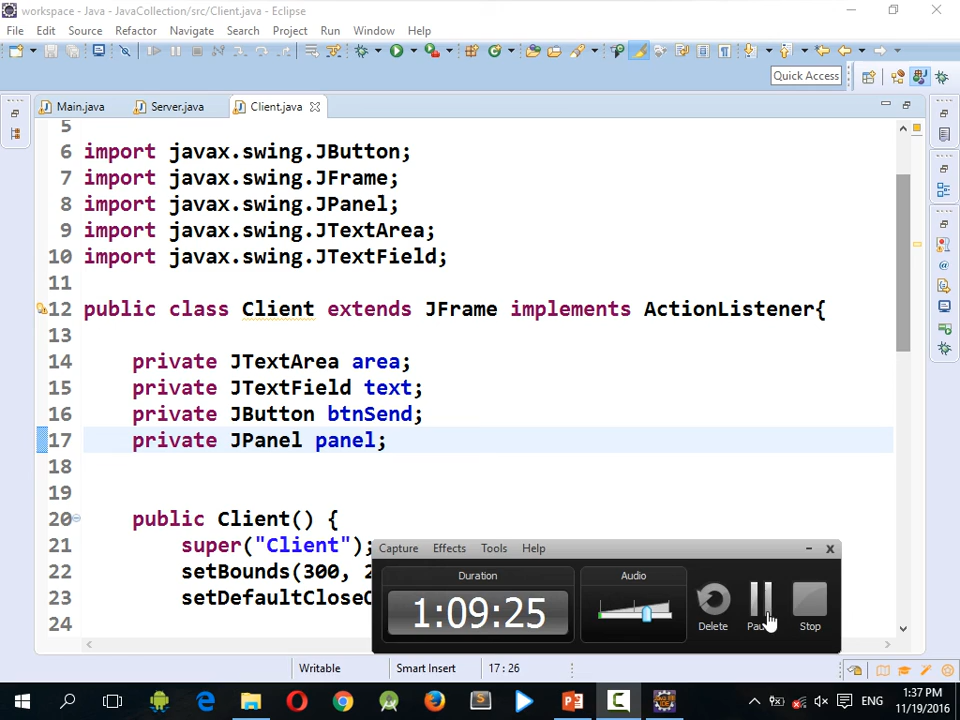 workspace - Java - JavaCollection/src/Client.java - Eclipse
File Edit Source Refactor Navigate Search Project Run Window Help
Quick Access
Main.java Server.java Client.java
5
6 import javax.swing.JButton;
7 import javax.swing.JFrame;
8 import javax.swing.JPanel;
9 import javax.swing.JTextArea;
10 import javax.swing.JTextField;
11
12 public class Client extends JFrame implements ActionListener{
13
14 private JTextArea area;
15 private JTextField text;
16 private JButton btnSend;
17 private JPanel panel;
18
19
20 public Client() {
21 super("Client");
22 setBounds(300, 2
23 setDefaultCloseO
24
Capture Effects Tools Help
Duration Audio
1:09:25
Delete Pause Stop
Writable Smart Insert 17 : 26
ENG 1:37 PM
11/19/2016